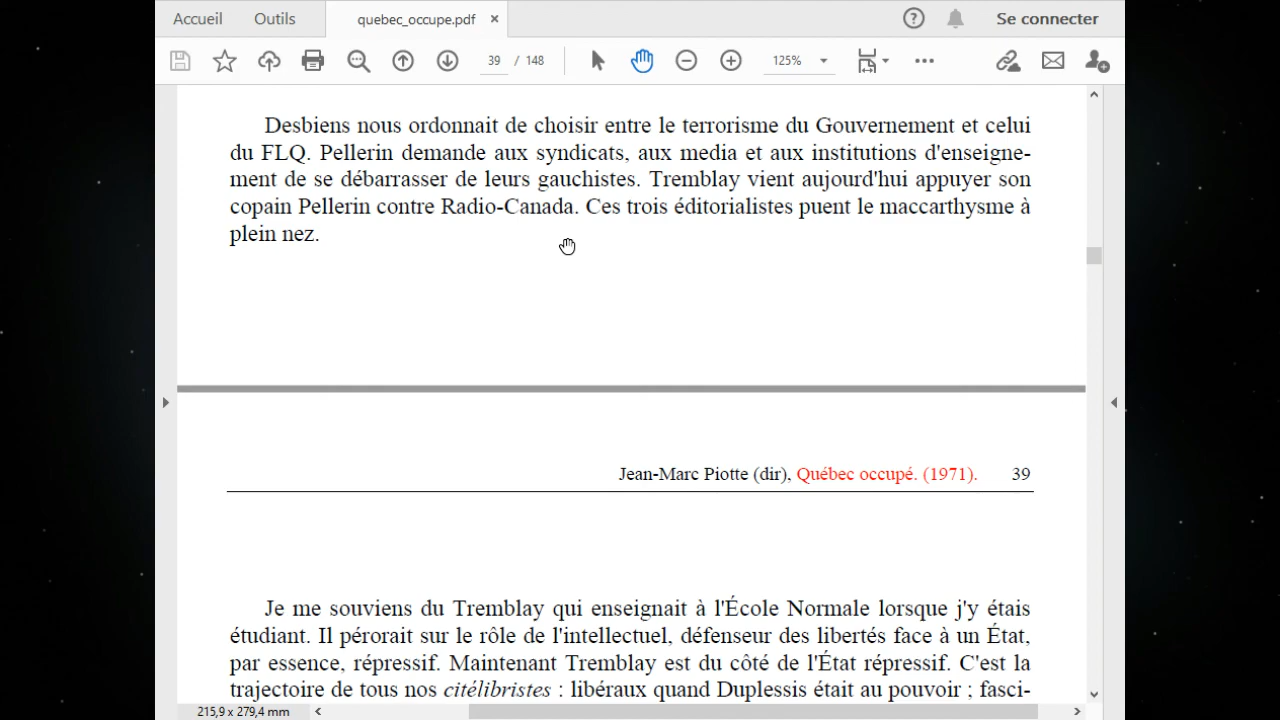 Accueil Outils quebec_occupe.pdf × Se connecter
39 / 148 125%
Desbiens nous ordonnait de choisir entre le terrorisme du Gouvernement et celui
du FLQ. Pellerin demande aux syndicats, aux media et aux institutions d'enseigne-
ment de se débarrasser de leurs gauchistes. Tremblay vient aujourd'hui appuyer son
copain Pellerin contre Radio-Canada. Ces trois éditorialistes puent le maccarthysme à
plein nez.
Jean-Marc Piotte (dir), Québec occupé. (1971). 39
Je me souviens du Tremblay qui enseignait à l'École Normale lorsque j'y étais
étudiant. Il pérorait sur le rôle de l'intellectuel, défenseur des libertés face à un État,
par essence, répressif. Maintenant Tremblay est du côté de l'État répressif. C'est la
trajectoire de tous nos citélibristes : libéraux quand Duplessis était au pouvoir ; fasci-
215,9 x 279,4 mm